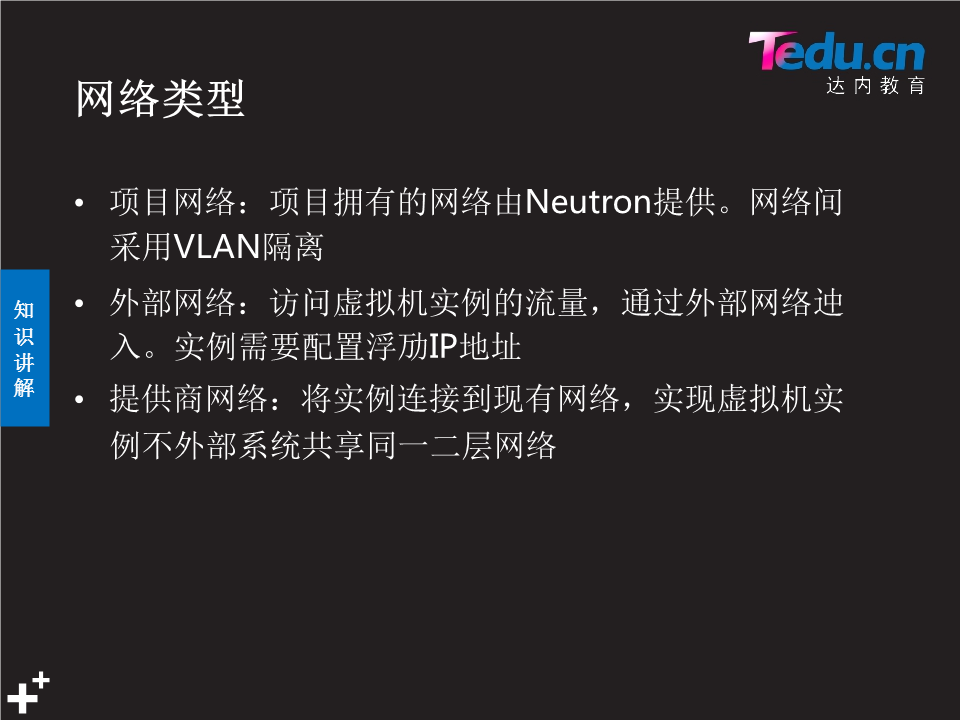 Tedu.cn
达内教育
网络类型
• 项目网络：项目拥有的网络由Neutron提供。网络间
采用VLAN隔离
• 外部网络：访问虚拟机实例的流量，通过外部网络迚
入。实例需要配置浮劢IP地址
• 提供商网络：将实例连接到现有网络，实现虚拟机实
例不外部系统共享同一二层网络
知
识
讲
解